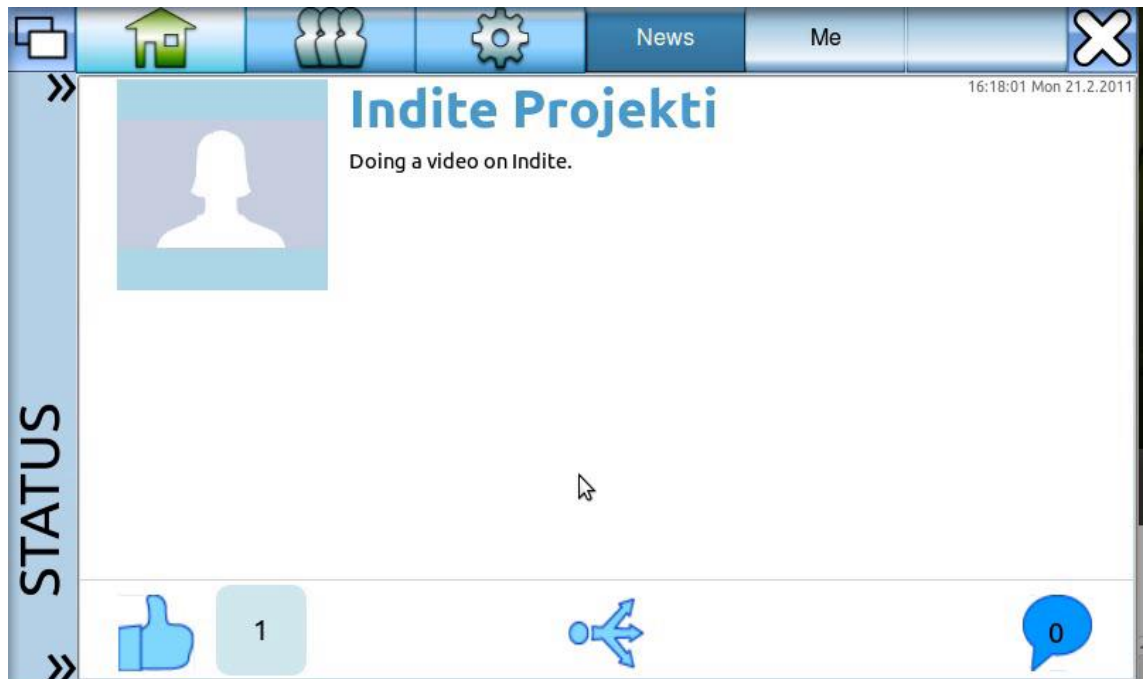 News
Me
16:18:01 Mon 21.2.2011
Indite Projekti
Doing a video on Indite.
STATUS
1
0